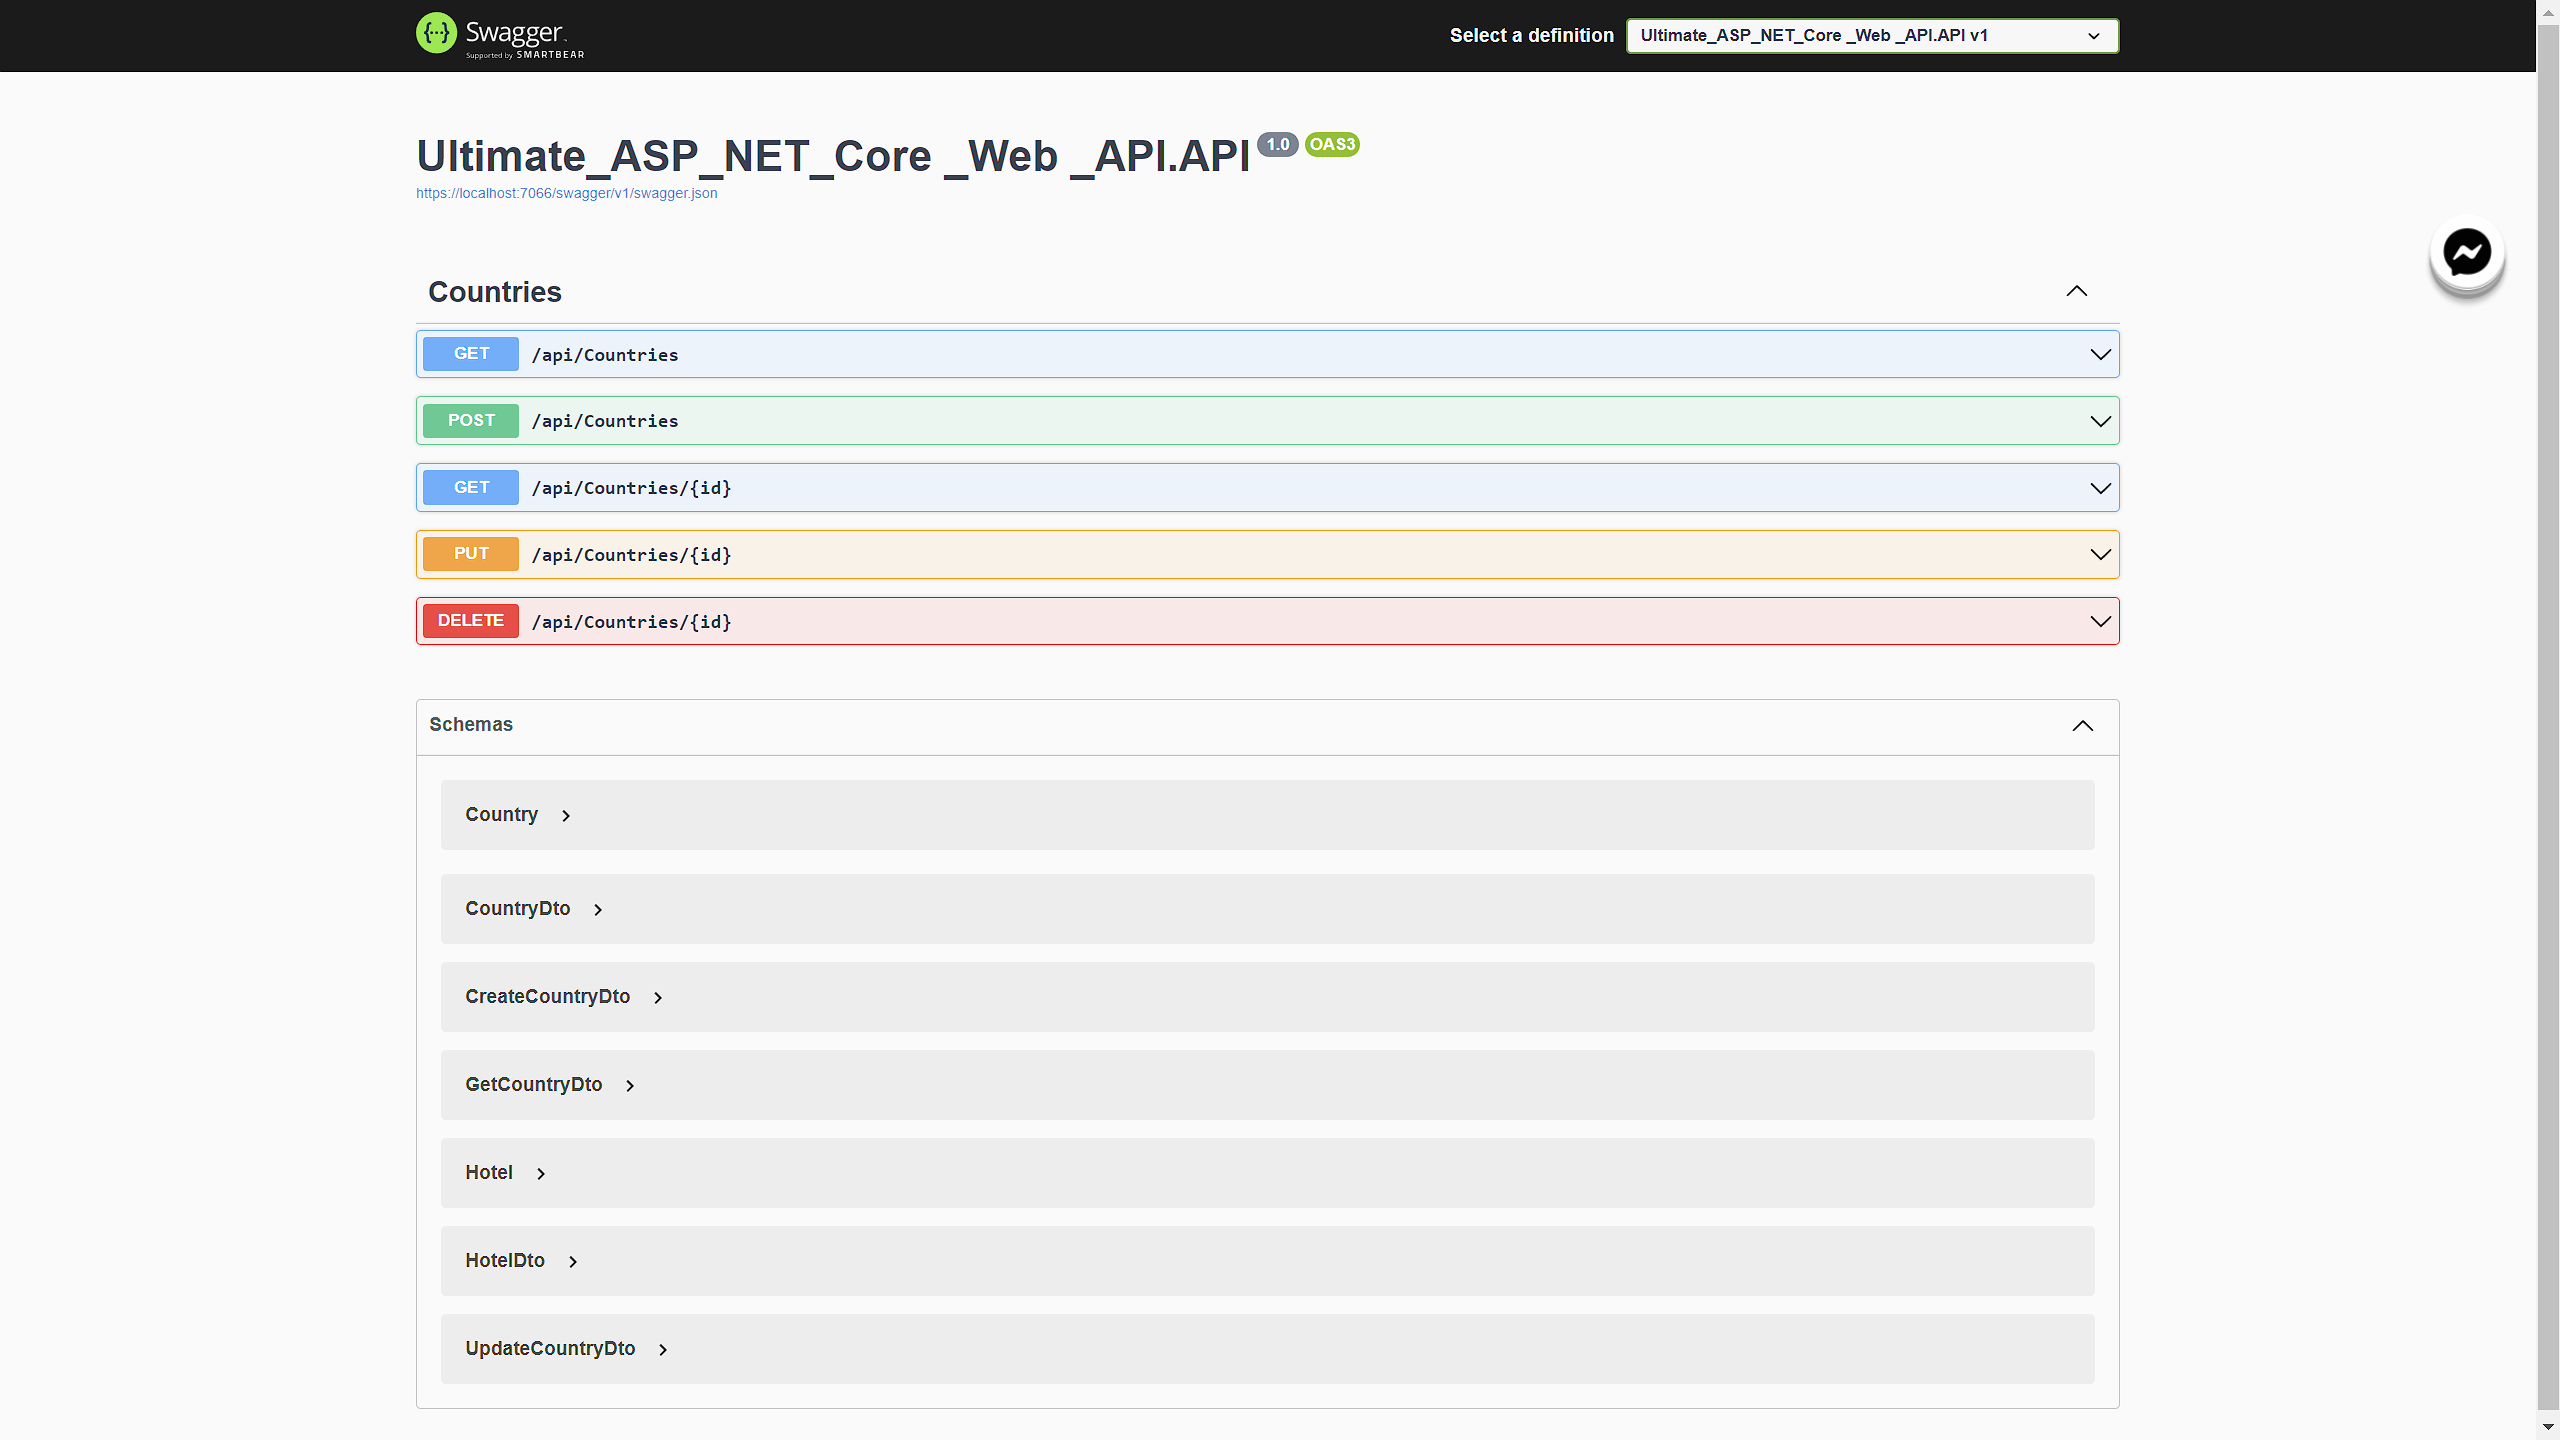 Swagger
Supported by SMARTBEAR
Select a definition
Ultimate_ASP_NET_Core _Web _API.API v1
Ultimate_ASP_NET_Core _Web _API.API 1.0 OAS3
https://localhost:7066/swagger/v1/swagger.json
Countries
GET /api/Countries
POST /api/Countries
GET /api/Countries/{id}
PUT /api/Countries/{id}
DELETE /api/Countries/{id}
Schemas
Country
CountryDto
CreateCountryDto
GetCountryDto
Hotel
HotelDto
UpdateCountryDto